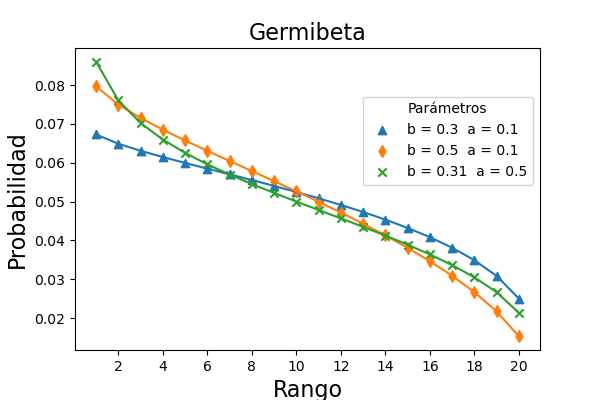 Germibeta
Probabilidad
0.08
0.07
0.06
0.05
0.04
0.03
0.02
Parámetros
b = 0.3 a = 0.1
b = 0.5 a = 0.1
b = 0.31 a = 0.5
2 4 6 8 10 12 14 16 18 20
Rango